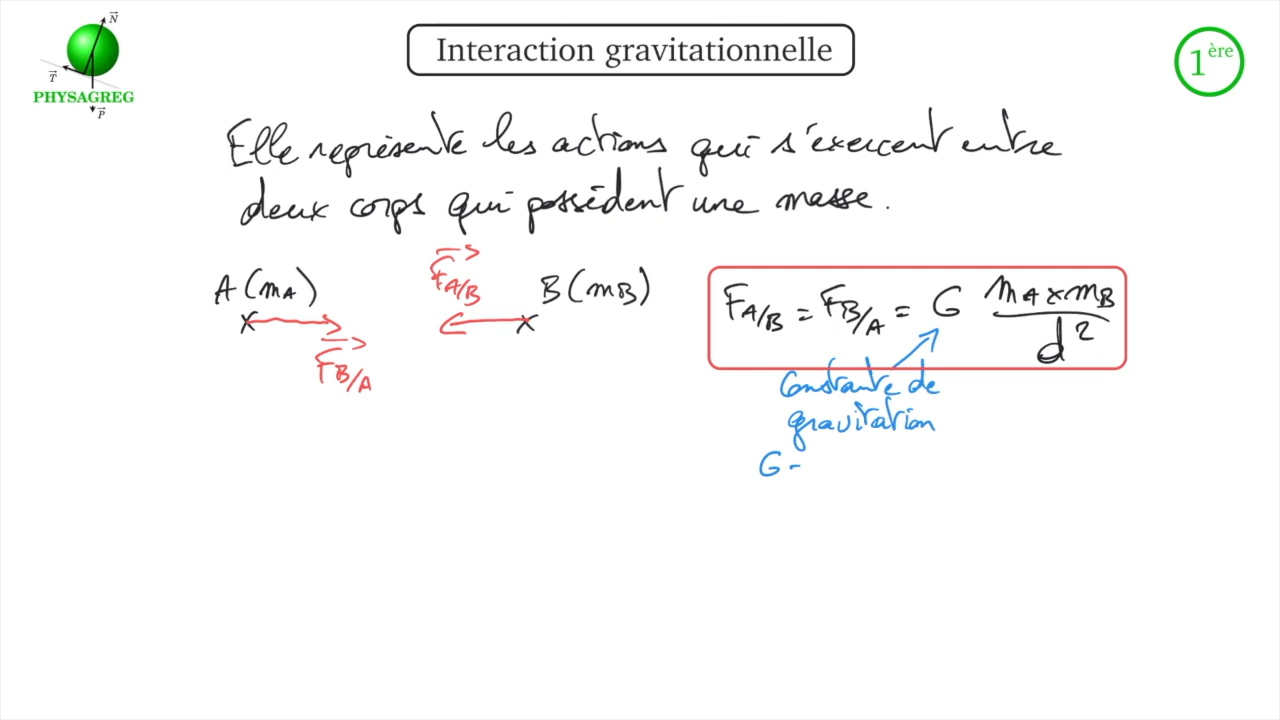 N
T
PHYSAGREG
P
Interaction gravitationnelle
1ère
Elle représente les actions qui s'exercent entre
deux corps qui possèdent une masse.
A (mA)
FA/B
B (mB)
FB/A
FA/B = FB/A = G mA × mB / d²
Constante de
gravitation
G -